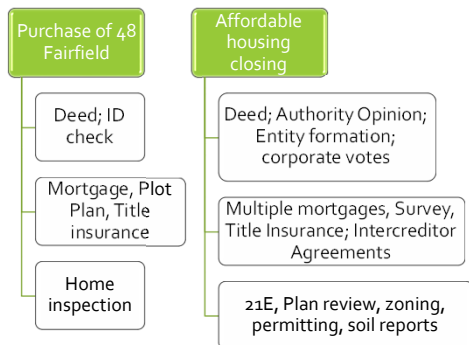 Purchase of 48
Fairfield
Deed; ID
check
Mortgage, Plot
Plan, Title
insurance
Home
inspection
Affordable
housing
closing
Deed; Authority Opinion;
Entity formation;
corporate votes
Multiple mortgages, Survey,
Title Insurance; Intercreditor
Agreements
21E, Plan review, zoning,
permitting, soil reports